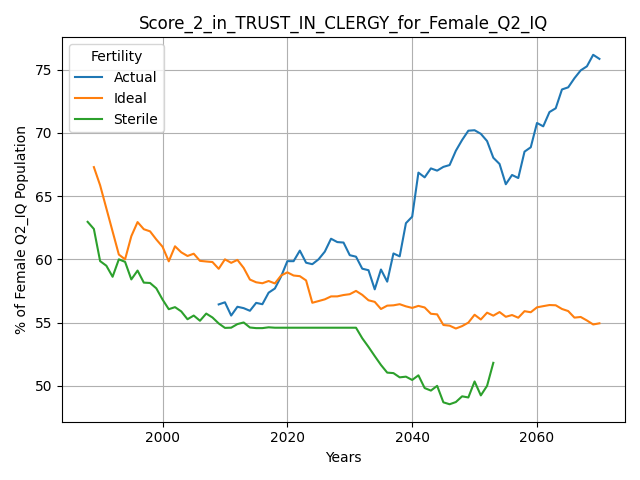 Score_2_in_TRUST_IN_CLERGY_for_Female_Q2_IQ
Fertility
Actual
Ideal
Sterile
% of Female Q2_IQ Population
75
70
65
60
55
50
2000
2020
2040
2060
Years